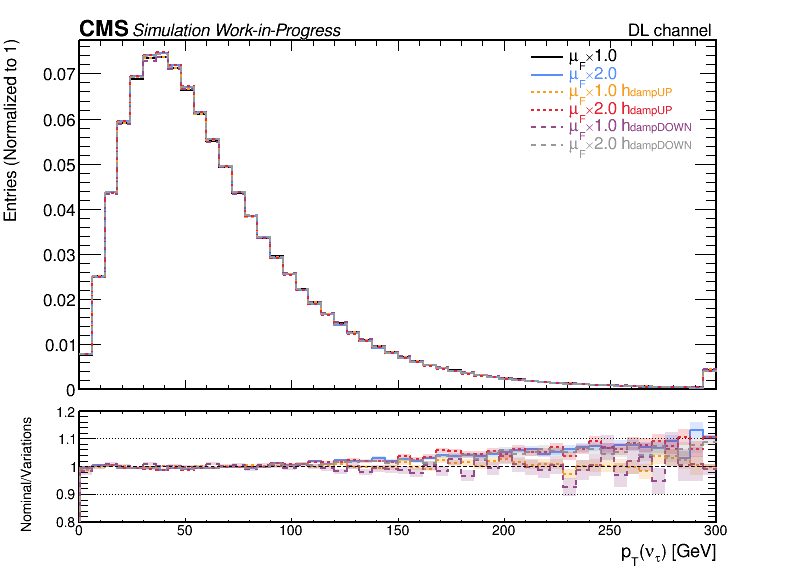 CMS Simulation Work-in-Progress DL channel
Entries (Normalized to 1)
μF×1.0
μF×2.0
μF×1.0 hdampUP
μF×2.0 hdampUP
μF×1.0 hdampDOWN
μF×2.0 hdampDOWN
0.07
0.06
0.05
0.04
0.03
0.02
0.01
0
Nominal/Variations
1.2
1.1
1
0.9
0.8
0 50 100 150 200 250 300
pT(ντ) [GeV]